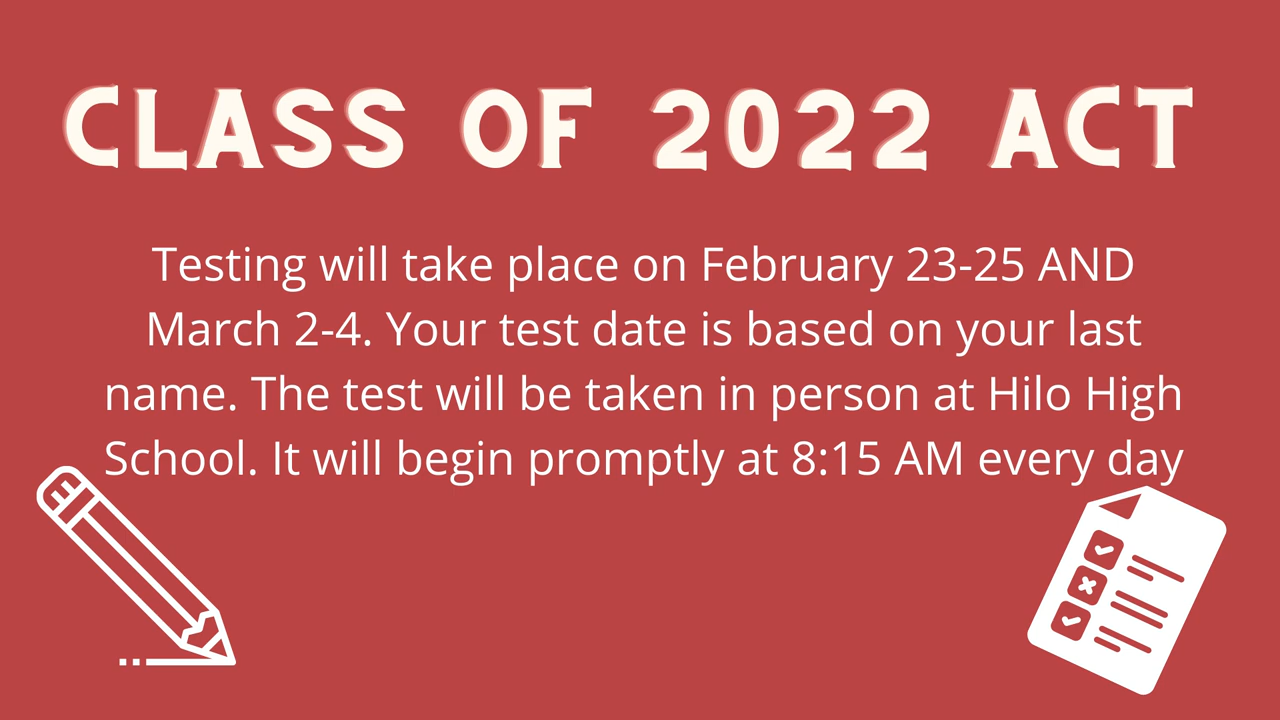 CLASS OF 2022 ACT
Testing will take place on February 23-25 AND
March 2-4. Your test date is based on your last
name. The test will be taken in person at Hilo High
School. It will begin promptly at 8:15 AM every day